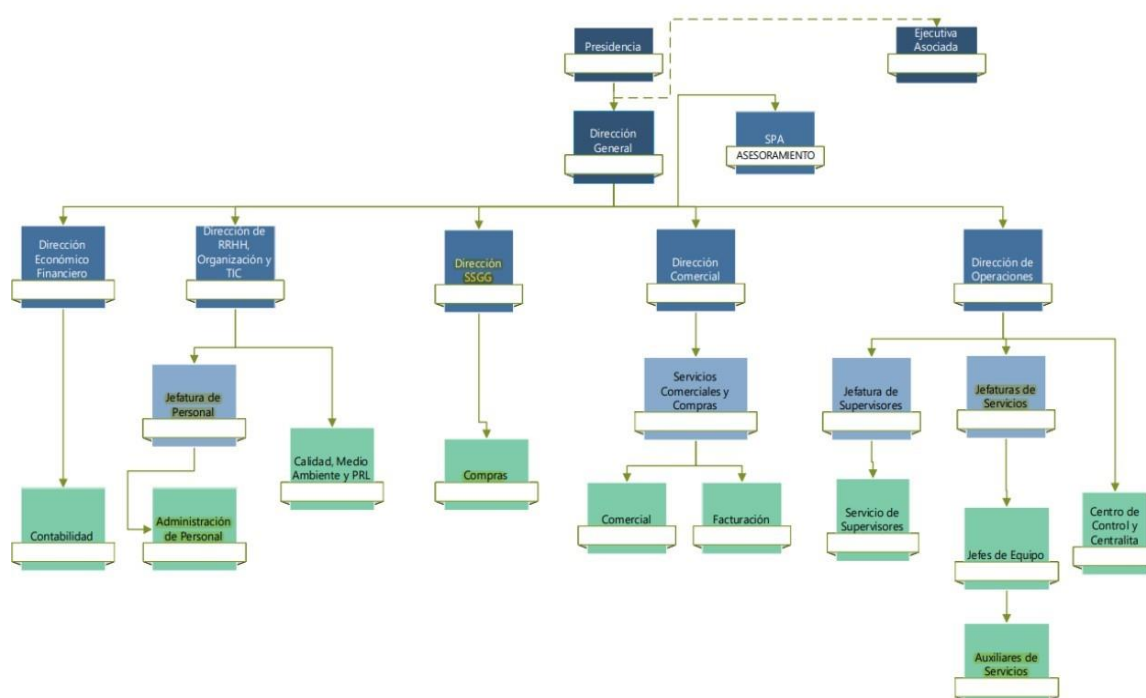 Presidencia
Ejecutiva
Asociada
Dirección
General
SPA
ASESORAMIENTO
Dirección
Económico
Financiero
Dirección de
RRHH,
Organización y
TIC
Dirección
SSGG
Dirección
Comercial
Dirección de
Operaciones
Jefatura de
Personal
Servicios
Comerciales y
Compras
Jefatura de
Supervisores
Jefaturas de
Servicios
Calidad, Medio
Ambiente y PRL
Compras
Contabilidad
Administración
de Personal
Comercial
Facturación
Servicio de
Supervisores
Centro de
Control y
Centralita
Jefes de Equipo
Auxiliares de
Servicios